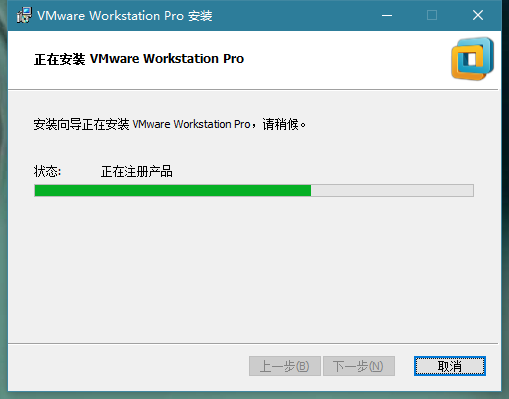 VMware Workstation Pro 安装
正在安装 VMware Workstation Pro
安装向导正在安装 VMware Workstation Pro，请稍候。
状态: 正在注册产品
上一步(B) 下一步(N) 取消